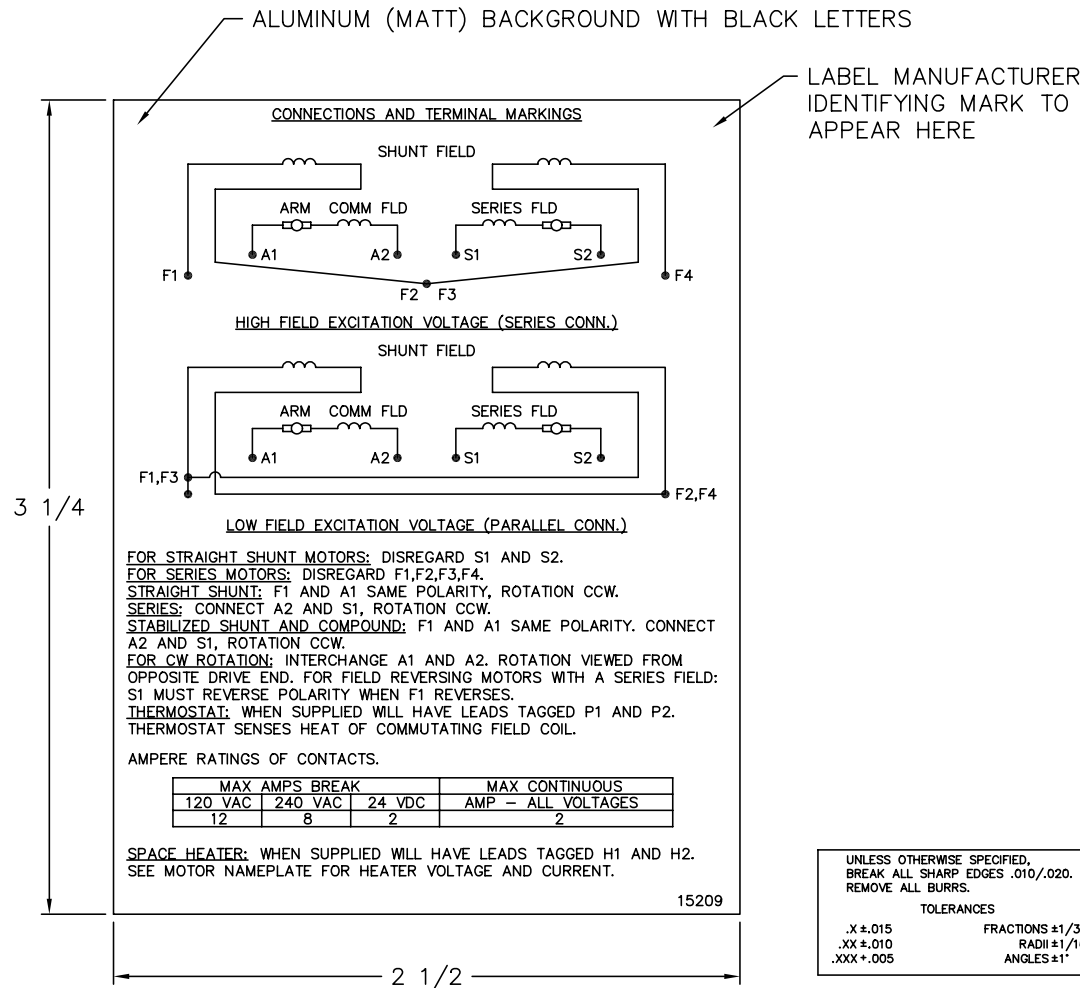 ALUMINUM (MATT) BACKGROUND WITH BLACK LETTERS
LABEL MANUFACTURER
IDENTIFYING MARK TO
APPEAR HERE
CONNECTIONS AND TERMINAL MARKINGS
SHUNT FIELD
ARM COMM FLD SERIES FLD
A1 A2 S1 S2
F1 F4
F2 F3
HIGH FIELD EXCITATION VOLTAGE (SERIES CONN.)
SHUNT FIELD
ARM COMM FLD SERIES FLD
A1 A2 S1 S2
F1,F3
F2,F4
3 1/4
LOW FIELD EXCITATION VOLTAGE (PARALLEL CONN.)
FOR STRAIGHT SHUNT MOTORS: DISREGARD S1 AND S2.
FOR SERIES MOTORS: DISREGARD F1,F2,F3,F4.
STRAIGHT SHUNT: F1 AND A1 SAME POLARITY, ROTATION CCW.
SERIES: CONNECT A2 AND S1, ROTATION CCW.
STABILIZED SHUNT AND COMPOUND: F1 AND A1 SAME POLARITY. CONNECT
A2 AND S1, ROTATION CCW.
FOR CW ROTATION: INTERCHANGE A1 AND A2. ROTATION VIEWED FROM
OPPOSITE DRIVE END. FOR FIELD REVERSING MOTORS WITH A SERIES FIELD:
S1 MUST REVERSE POLARITY WHEN F1 REVERSES.
THERMOSTAT: WHEN SUPPLIED WILL HAVE LEADS TAGGED P1 AND P2.
THERMOSTAT SENSES HEAT OF COMMUTATING FIELD COIL.
AMPERE RATINGS OF CONTACTS.
MAX AMPS BREAK MAX CONTINUOUS
120 VAC 240 VAC 24 VDC AMP – ALL VOLTAGES
12 8 2 2
SPACE HEATER: WHEN SUPPLIED WILL HAVE LEADS TAGGED H1 AND H2.
SEE MOTOR NAMEPLATE FOR HEATER VOLTAGE AND CURRENT.
15209
2 1/2
UNLESS OTHERWISE SPECIFIED,
BREAK ALL SHARP EDGES .010/.020.
REMOVE ALL BURRS.
TOLERANCES
.X ±.015 FRACTIONS
.XX ±.010 RADII
.XXX +.005 ANGLES ±1°